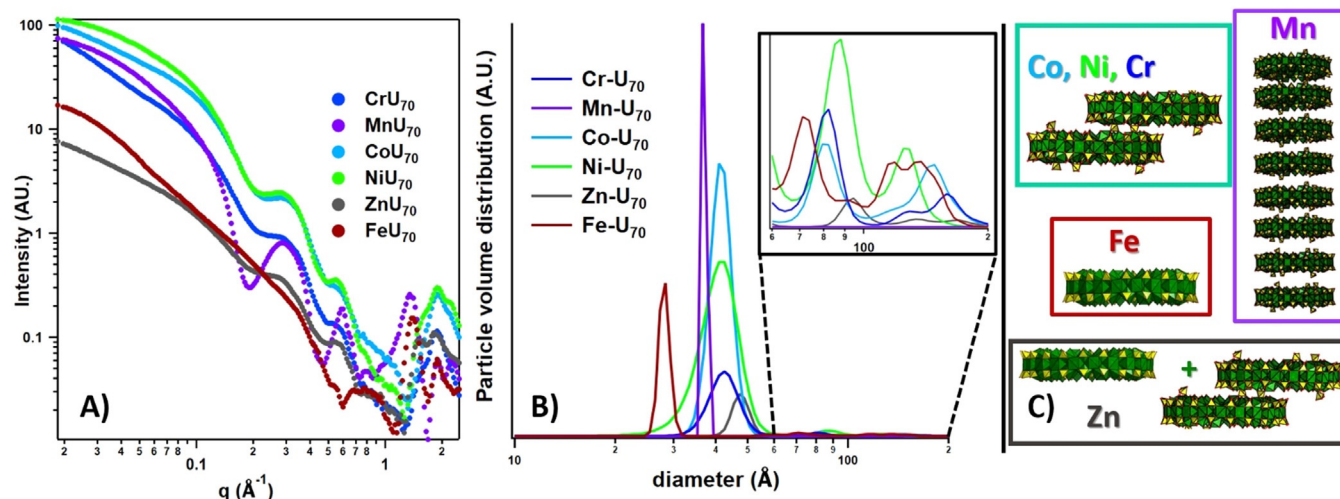 Intensity (AU.)
100
10
1
0.1
CrU70
MnU70
CoU70
NiU70
ZnU70
FeU70
A)
2 3 4 5 6 7 8 2 3 4 5 6 7 8 2
0.1 1
q (Å-1)
Particle volume distribution (A.U.)
Cr-U70
Mn-U70
Co-U70
Ni-U70
Zn-U70
Fe-U70
6 7 8 9 2
100
B)
2 3 4 5 6 7 8 9 2
10 100
diameter (Å)
Co, Ni, Cr
Mn
Fe
+
Zn
C)